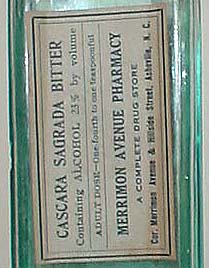 CASCARA SAGRADA BITTER
Containing ALCOHOL 23% by volume
ADULT DOSE—One-fourth to one teaspoonful
MERRIMON AVENUE PHARMACY
A COMPLETE DRUG STORE
Cor. Merrimon Avenue & Hillside Street, Asheville, N. C.